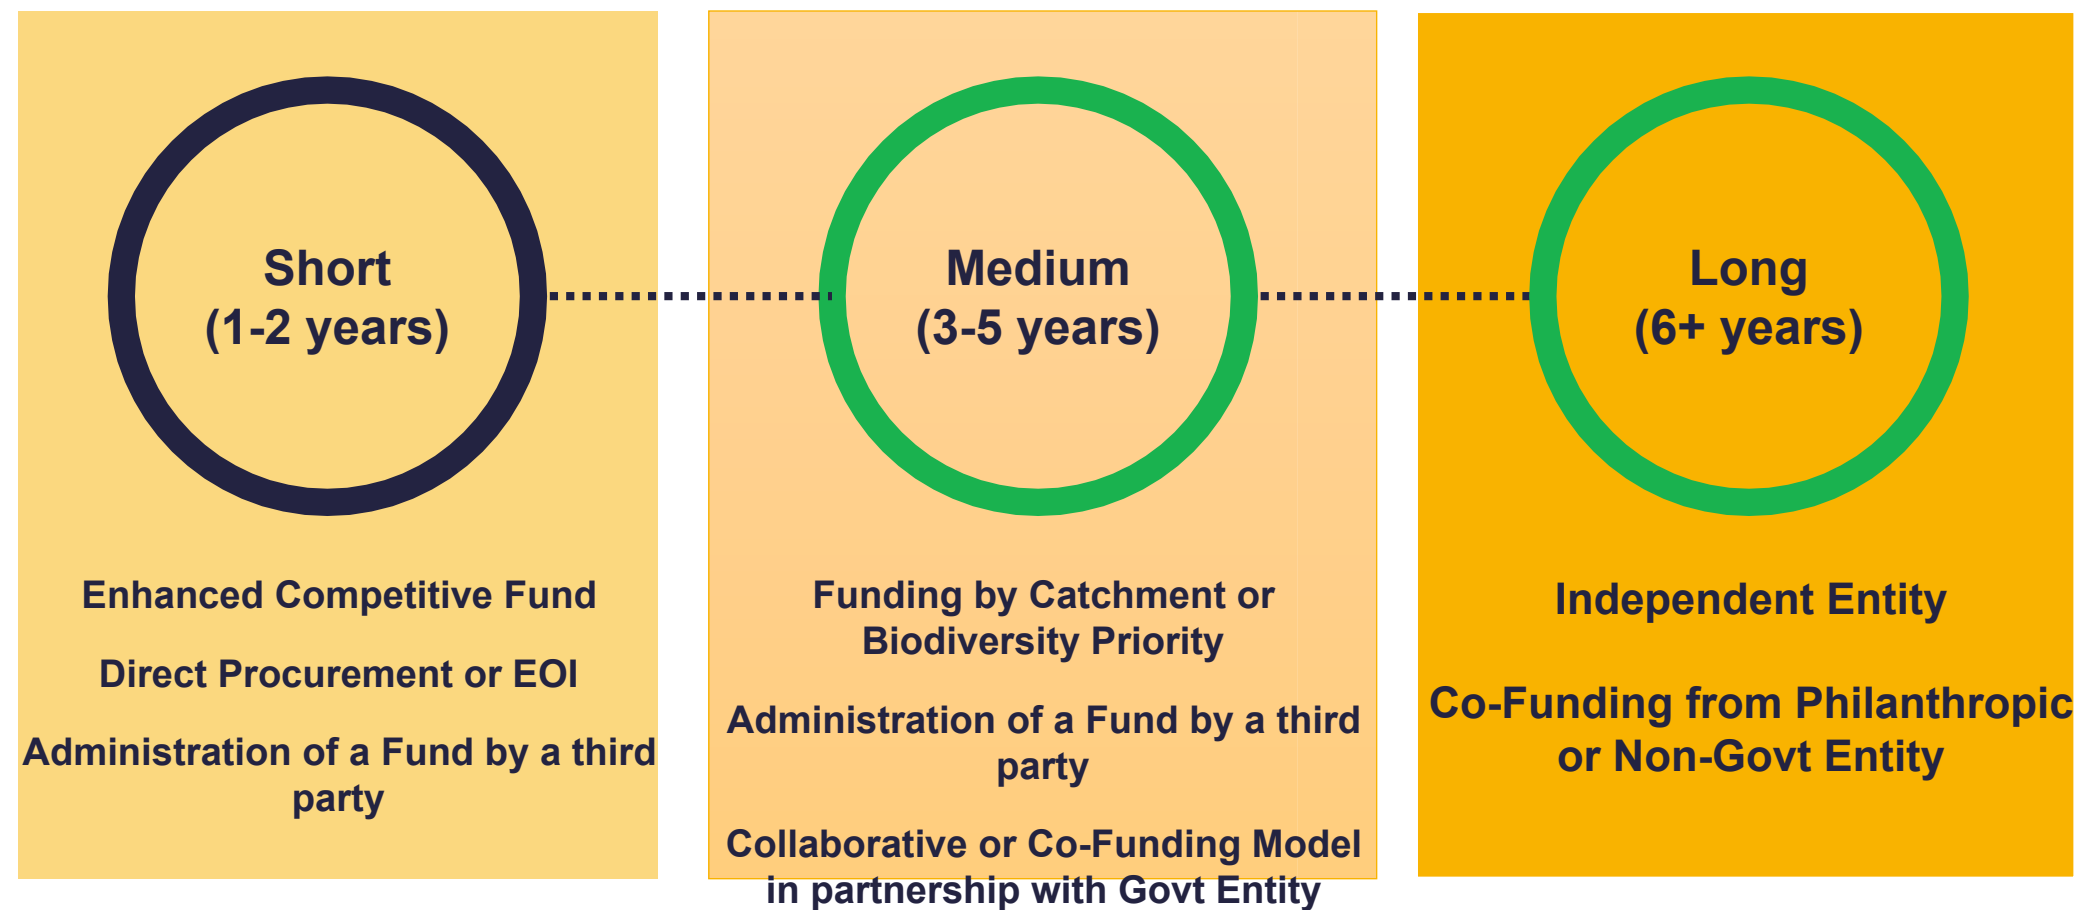 Short
(1-2 years)
Enhanced Competitive Fund
Direct Procurement or EOI
Administration of a Fund by a third
party
Medium
(3-5 years)
Funding by Catchment or
Biodiversity Priority
Administration of a Fund by a third
party
Collaborative or Co-Funding Model
in partnership with Govt Entity
Long
(6+ years)
Independent Entity
Co-Funding from Philanthropic
or Non-Govt Entity